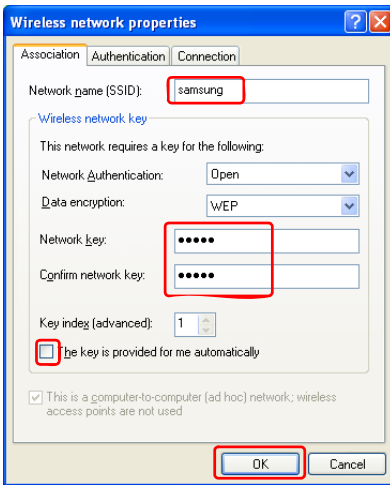 Wireless network properties
Association Authentication Connection
Network name (SSID): samsung
Wireless network key
This network requires a key for the following:
Network Authentication: Open
Data encryption: WEP
Network key: •••••
Confirm network key: •••••
Key index (advanced): 1
The key is provided for me automatically
This is a computer-to-computer (ad hoc) network; wireless
access points are not used
OK Cancel